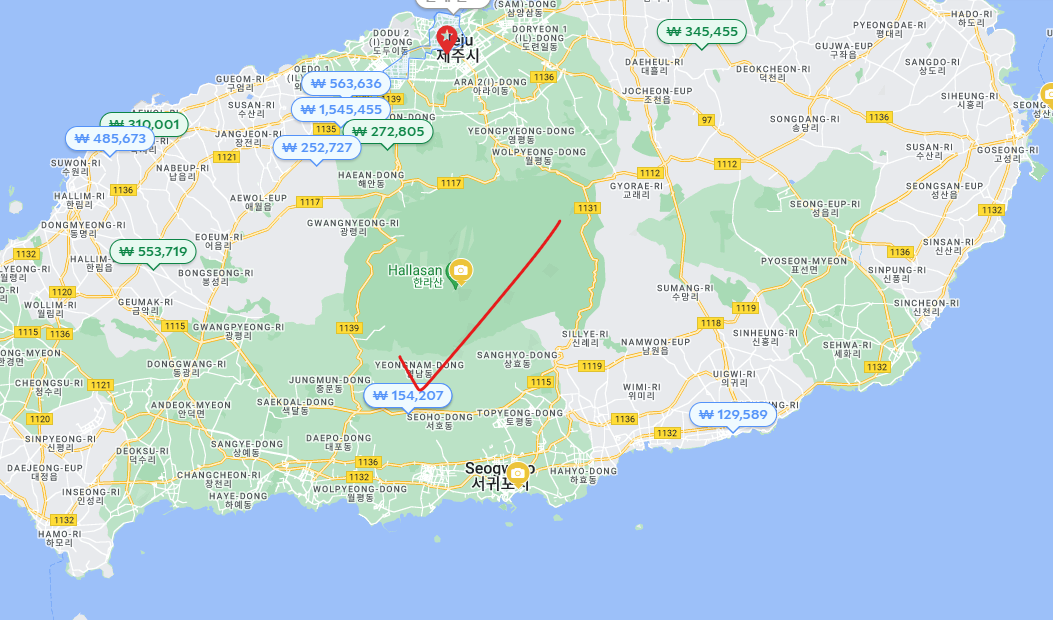 (SAM)-DONG
삼삼동
HADO-RI
하도리
DODU 2
(I)-DONG
도두이동
Jeju
제주시
DORYEON 1
(IL)-DONG
도련일동
₩ 345,455
PYEONGDAE-RI
평대리
GUJWA-EUP
구좌읍
DAEHEUL-RI
대흘리
DEOKCHEON-RI
덕천리
SANGDO-RI
상도리
OEDO 1
GUEOM-RI
구엄리
₩ 563,636
ARA 2(I)-DONG
아라이동
1136
JOCHEON-EUP
조천읍
SIHEUNG-RI
시흥리
SUSAN-RI
수산리
1139
₩ 1,545,455
97
SONGDANG-RI
송당리
1136
₩ 310,001
₩ 485,673
JANGJEON-RI
장전리
1135
₩ 272,805
YEONGPYEONG-DONG
영평동
₩ 252,727
WOLPYEONG-DONG
월평동
SUSAN-RI
수산리
GOSEONG-RI
고성리
SUWON-RI
수원리
1121
NABEUP-RI
납읍리
HAEAN-DONG
해안동
1117
1112
1112
GYORAE-RI
교래리
SEONGSAN-EUP
성산읍
HALLIM-RI
한림리
1136
AEWOL-EUP
애월읍
1117
1131
SEONG-EUP-RI
성읍리
1132
DONGMYEONG-RI
동명리
GWANGNYEONG-RI
광령리
EOEUM-RI
어음리
₩ 553,719
SINSAN-RI
신산리
1136
1132
HALLIM-EUP
한림읍
BONGSEONG-RI
봉성리
Hallasan
한라산
PYOSEON-MYEON
표선면
SINPUNG-RI
신풍리
1120
SUMANG-RI
수망리
WOLLIM-RI
월림리
GEUMAK-RI
금악리
1119
SINCHEON-RI
신천리
1115
1136
1115
GWANGPYEONG-RI
광평리
1139
1118
SILLYE-RI
신례리
NAMWON-EUP
남원읍
SINHEUNG-RI
신흥리
SEHWA-RI
세화리
DONGGWANG-RI
동광리
YEONGNAM-DONG
영남동
SANGHYO-DONG
상효동
1119
1132
CHEONGSU-RI
청수리
1121
JUNGMUN-DONG
중문동
1115
UIGWI-RI
의귀리
WIMI-RI
위미리
₩ 154,207
SAEKDAL-DONG
색달동
ANDEOK-MYEON
안덕면
SEOHO-DONG
서호동
TOPYEONG-DONG
토평동
1136
₩ 129,589
1120
1132
SINPYEONG-RI
신평리
SANGYE-DONG
상예동
DAEPO-DONG
대포동
DEOKSU-RI
덕수리
1136
DAEJEONG-EUP
대정읍
CHANGCHEON-RI
창천리
1132
Seogwipo
서귀포시
HAHYO-DONG
하효동
INSEONG-RI
인성리
HAYE-DONG
하예동
WOLPYEONG-DONG
월평동
1132
HAMO-RI
하모리